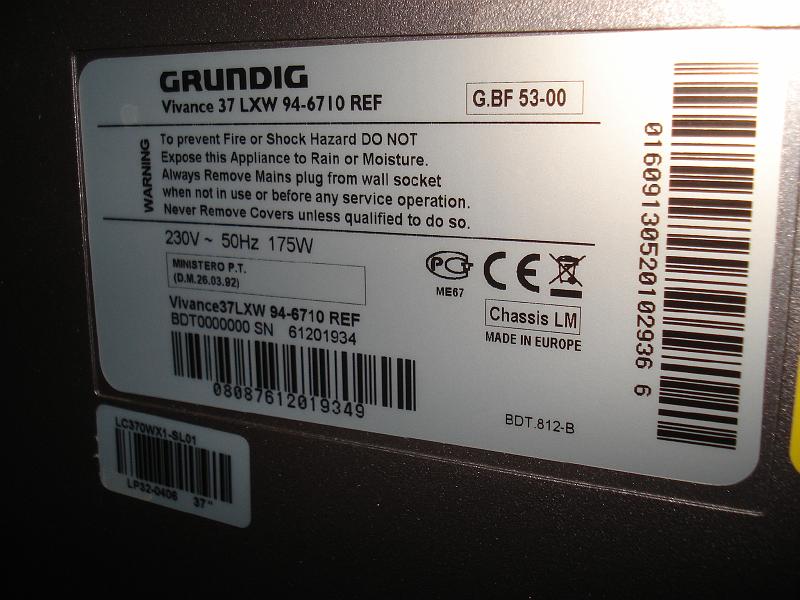 GRUNDIG
Vivance 37 LXW 94-6710 REF
G.BF 53-00
WARNING
To prevent Fire or Shock Hazard DO NOT
Expose this Appliance to Rain or Moisture.
Always Remove Mains plug from wall socket
when not in use or before any service operation.
Never Remove Covers unless qualified to do so.
230V ~ 50Hz 175W
MINISTERO P.T.
(D.M.26.03.92)
Vivance37LXW 94-6710 REF
BDT0000000 SN 61201934
08087612019349
PCT
ME67
CE
Chassis LM
MADE IN EUROPE
BDT.812-B
0160913052010293 6 6
LC370WX1-SL01
LP32-0406 37"